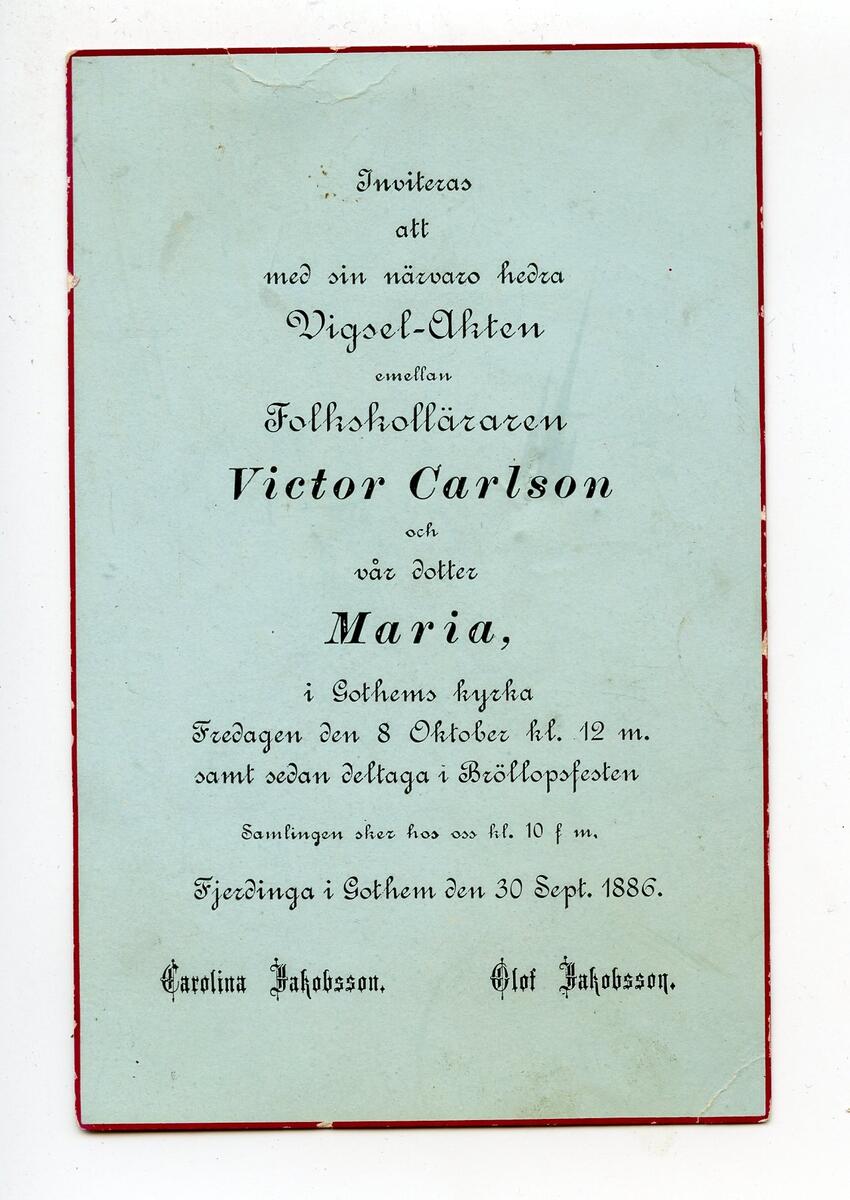 Inviteras
att
med sin närvaro hedra
Vigsel-Akten
emellan
Folkskolläraren
Victor Carlson
och
vår dotter
Maria,
i Gothems kyrka
Fredagen den 8 Oktober kl. 12 m.
samt sedan deltaga i Bröllopsfesten
Samlingen sker hos oss kl. 10 f m.
Fjerdinga i Gothem den 30 Sept. 1886.
Carolina Jakobsson. Olof Jakobsson.